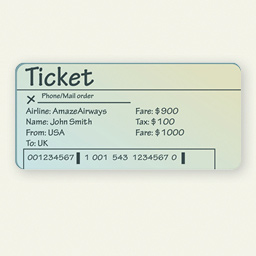 Ticket
Phone/Mail order
Airline: AmazeAirways Fare: $900
Name: John Smith Tax: $100
From: USA Fare: $1000
To: UK
001234567 1 001 543 1234567 0